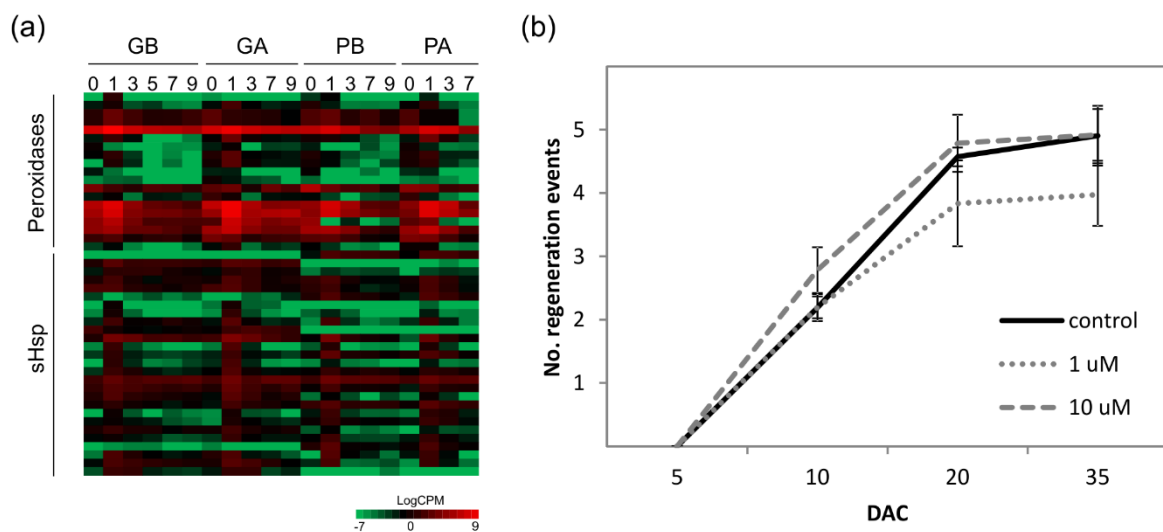 (a)
GB GA PB PA
0 1 3 5 7 9 0 1 3 7 9 0 1 3 7 9 0 1 3 7
Peroxidases
sHsp
LogCPM
-7 0 9
(b)
No. regeneration events
5
4
3
2
1
control
1 uM
10 uM
5 10 20 35
DAC